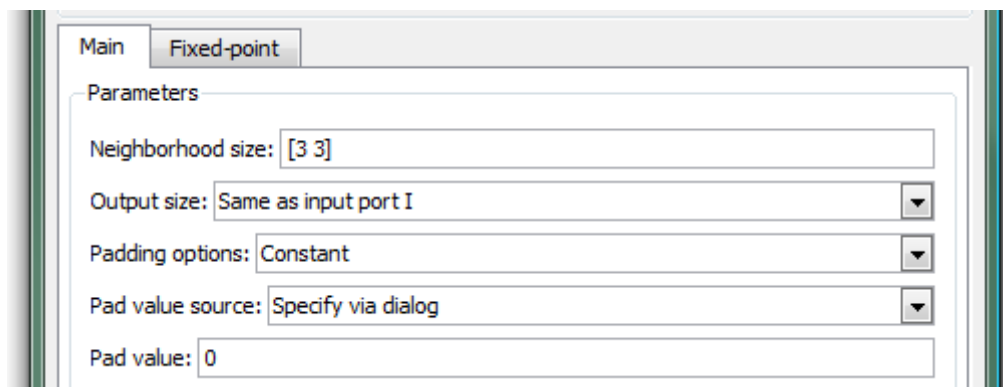 Main Fixed-point
Parameters
Neighborhood size: [3 3]
Output size: Same as input port I
Padding options: Constant
Pad value source: Specify via dialog
Pad value: 0